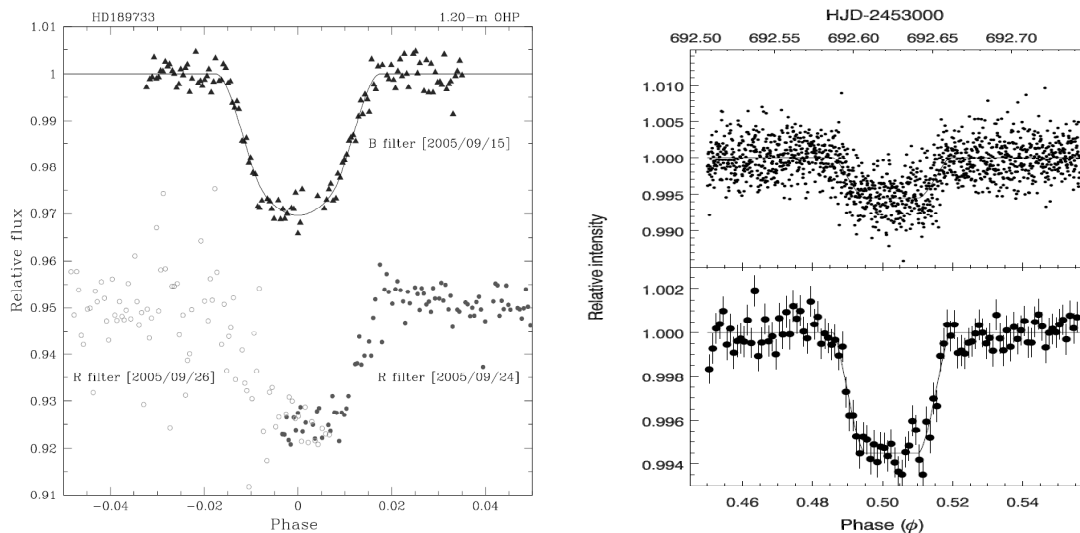 HD189733 1.20-m OHP
1.01
1
0.99
0.98
0.97
0.96
0.95
0.94
0.93
0.92
0.91
Relative flux
B filter [2005/09/15]
R filter [2005/09/26]
R filter [2005/09/24]
-0.04 -0.02 0 0.02 0.04
Phase
HJD-2453000
692.50 692.55 692.60 692.65 692.70
1.010
1.005
1.000
0.995
0.990
Relative intensity
1.002
1.000
0.998
0.996
0.994
0.46 0.48 0.50 0.52 0.54
Phase (ϕ)